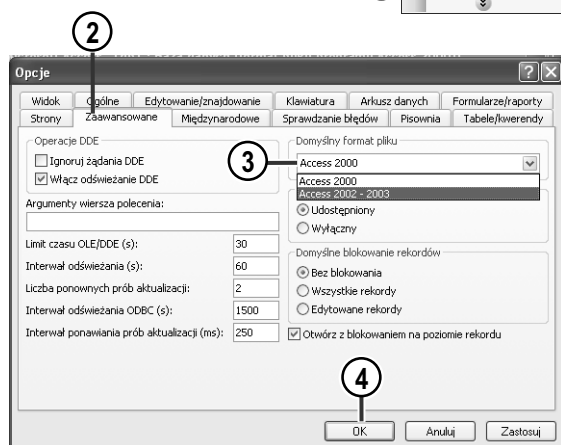 2
Opcje
Widok Ogólne Edytowanie/znajdowanie Klawiatura Arkusz danych Formularze/raporty
Strony Zaawansowane Międzynarodowe Sprawdzanie błędów Pisownia Tabele/kwerendy
Operacje DDE
Ignoruj żądania DDE
Włącz odświeżanie DDE
Argumenty wiersza polecenia:
Limit czasu OLE/DDE (s): 30
Interwał odświeżania (s): 60
Liczba ponownych prób aktualizacji: 2
Interwał odświeżania ODBC (s): 1500
Interwał ponawiania prób aktualizacji (ms): 250
3
Domyślny format pliku
Access 2000
Access 2000
Access 2002 - 2003
Udostępniony
Wyłączny
Domyślne blokowanie rekordów
Bez blokowania
Wszystkie rekordy
Edytowane rekordy
Otwórz z blokowaniem na poziomie rekordu
4
OK Anuluj Zastosuj